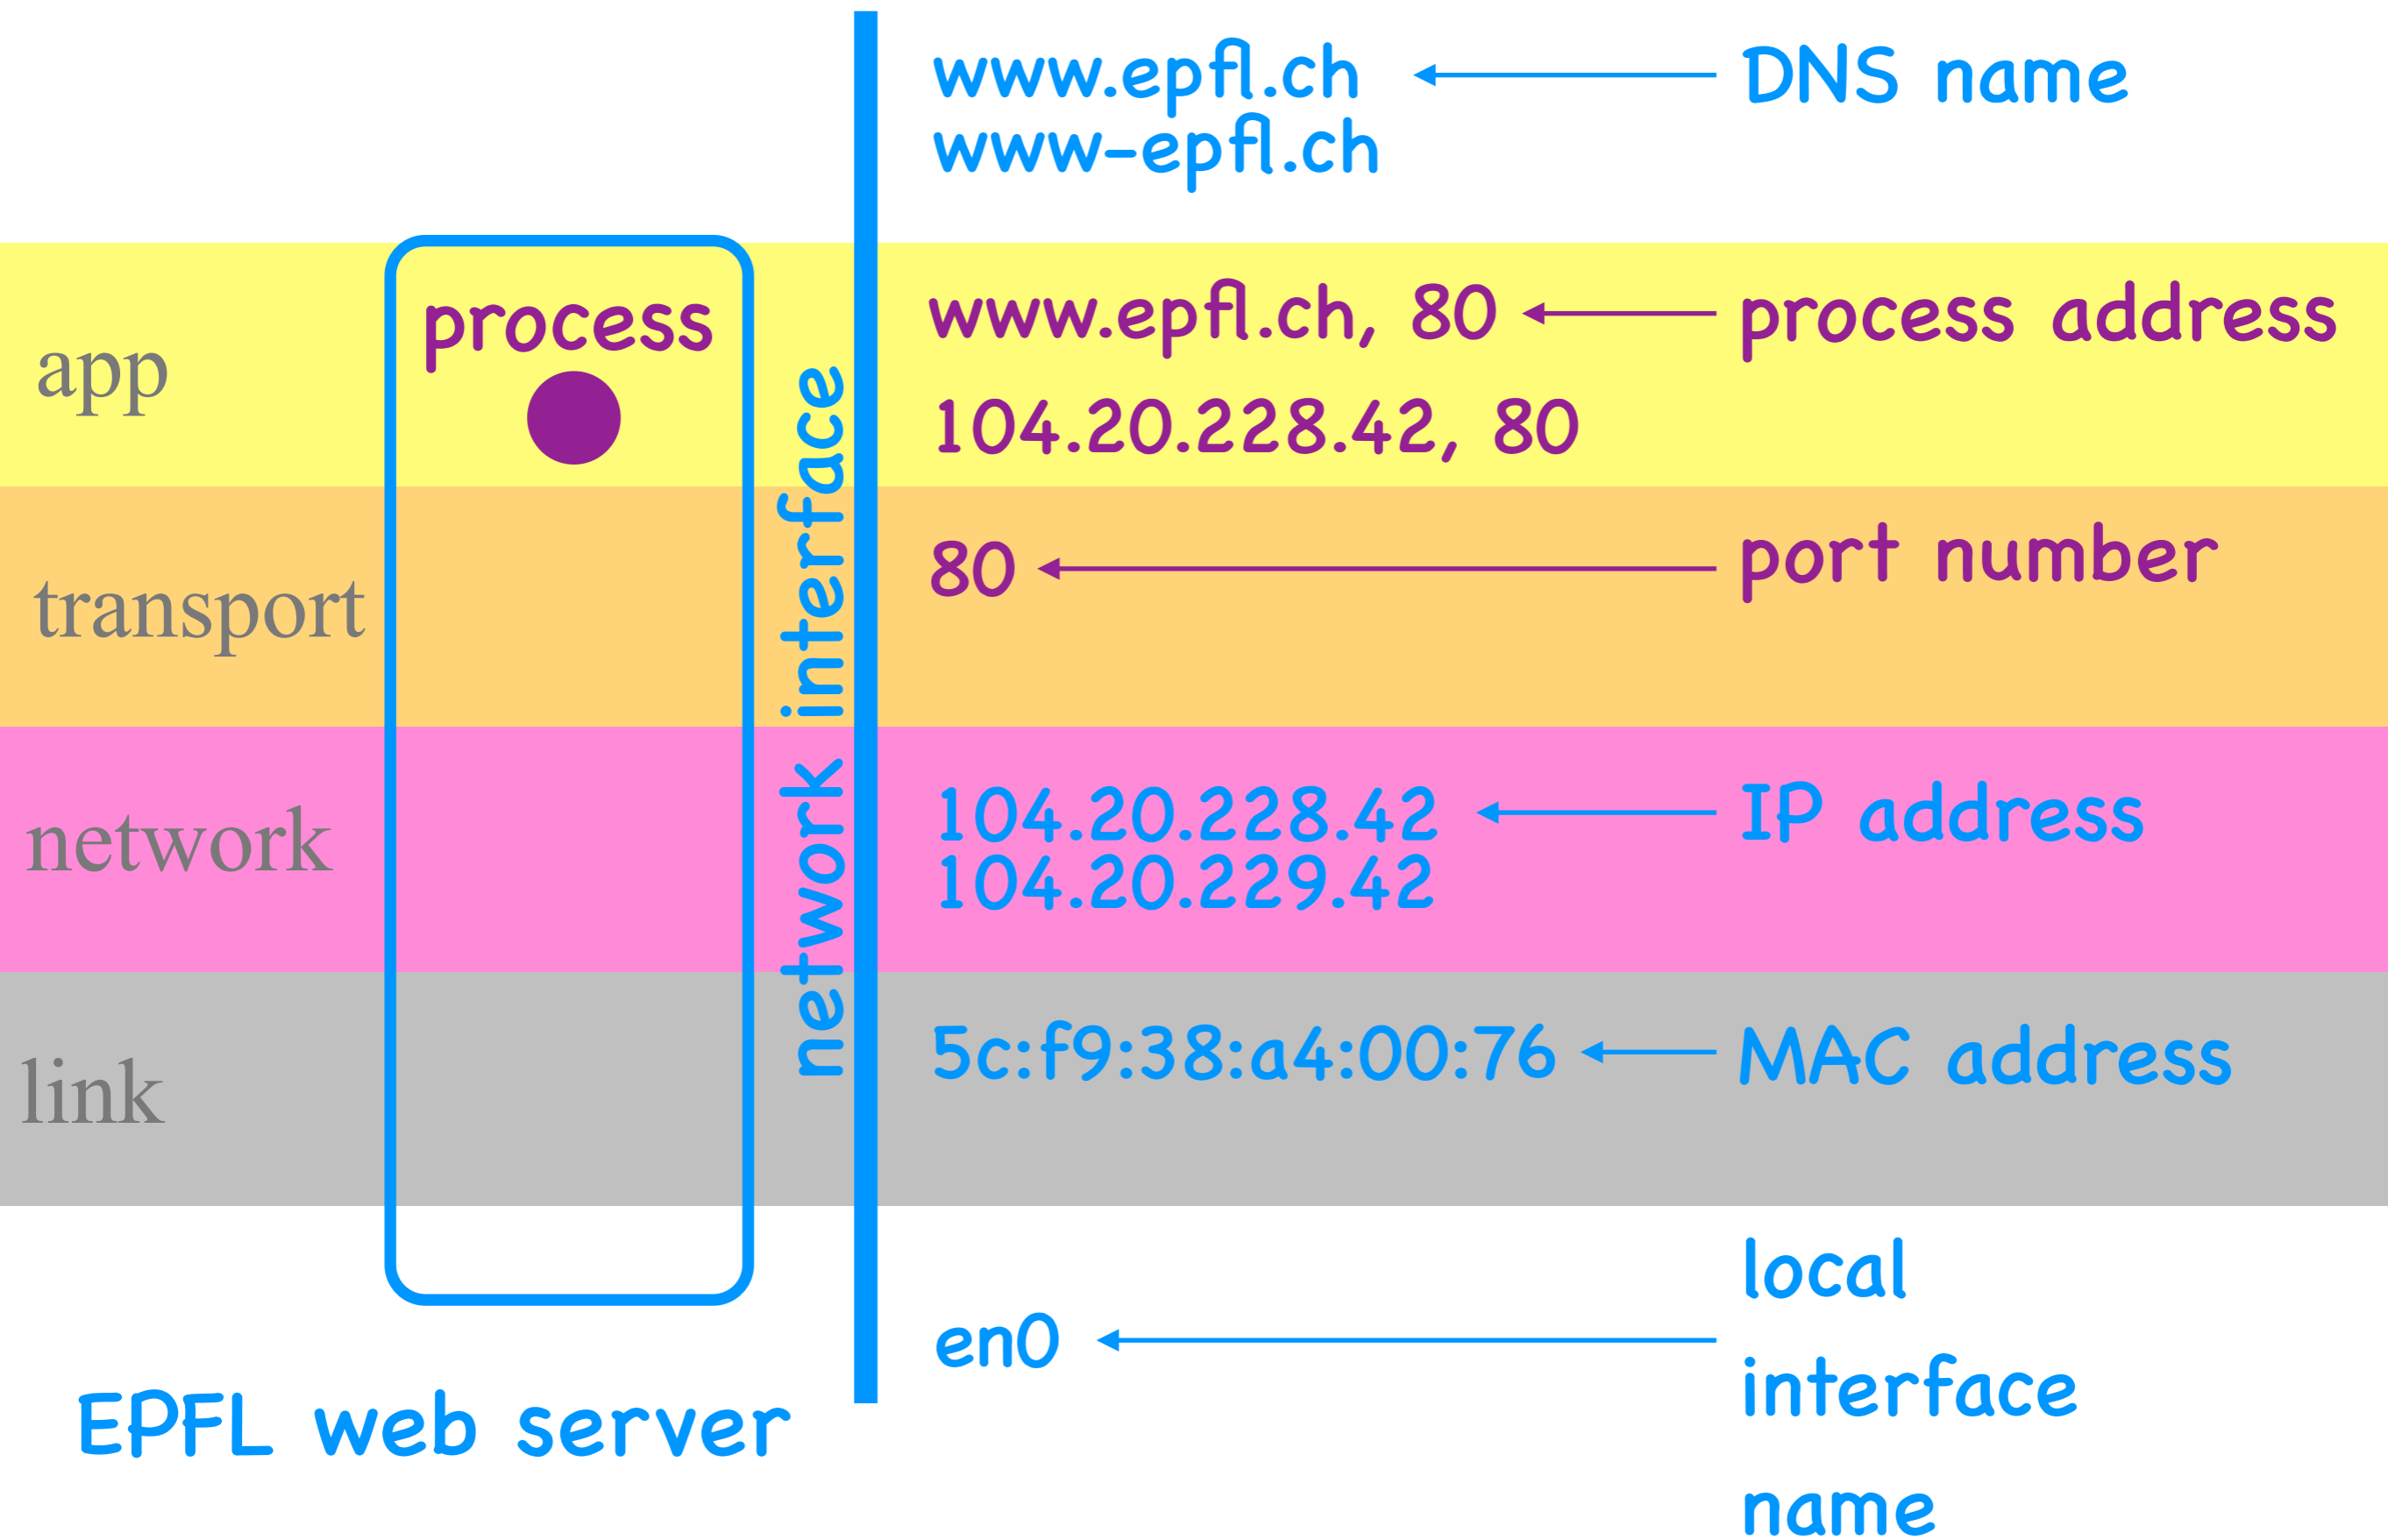 www.epfl.ch
DNS name
www-epfl.ch
process
www.epfl.ch, 80
process address
app
104.20.228.42, 80
80
port number
transport
network interface
104.20.228.42
IP address
104.20.229.42
network
5c:f9:38:a4:00:76
MAC address
link
en0
local
interface
name
EPFL web server